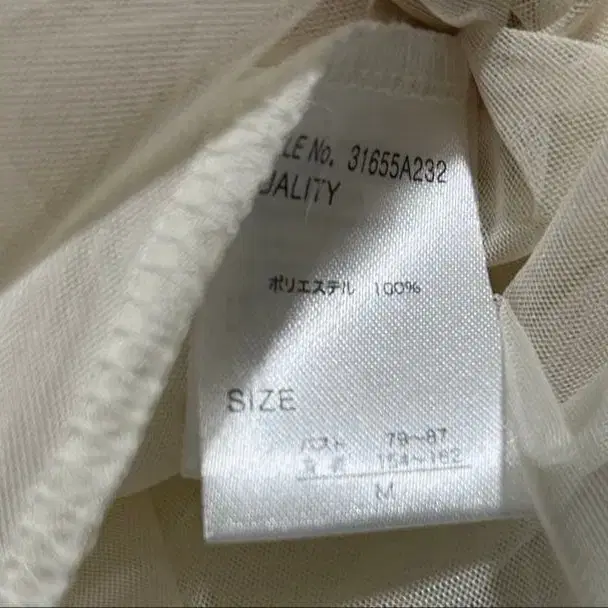 LE No. 31655A232
UALITY
ポリエステル 100%
SIZE
バスト 79~87
身長 154~162
M